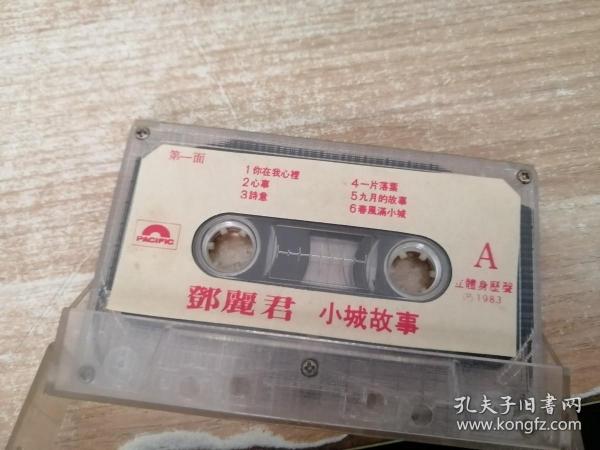 第一面
1你在我心裡
2心事
3詩意
4一片落葉
5九月的故事
6春風滿小城
PACIFIC
A
立體身歷聲
℗1983
鄧麗君 小城故事
孔夫子旧书网
www.kongfz.com